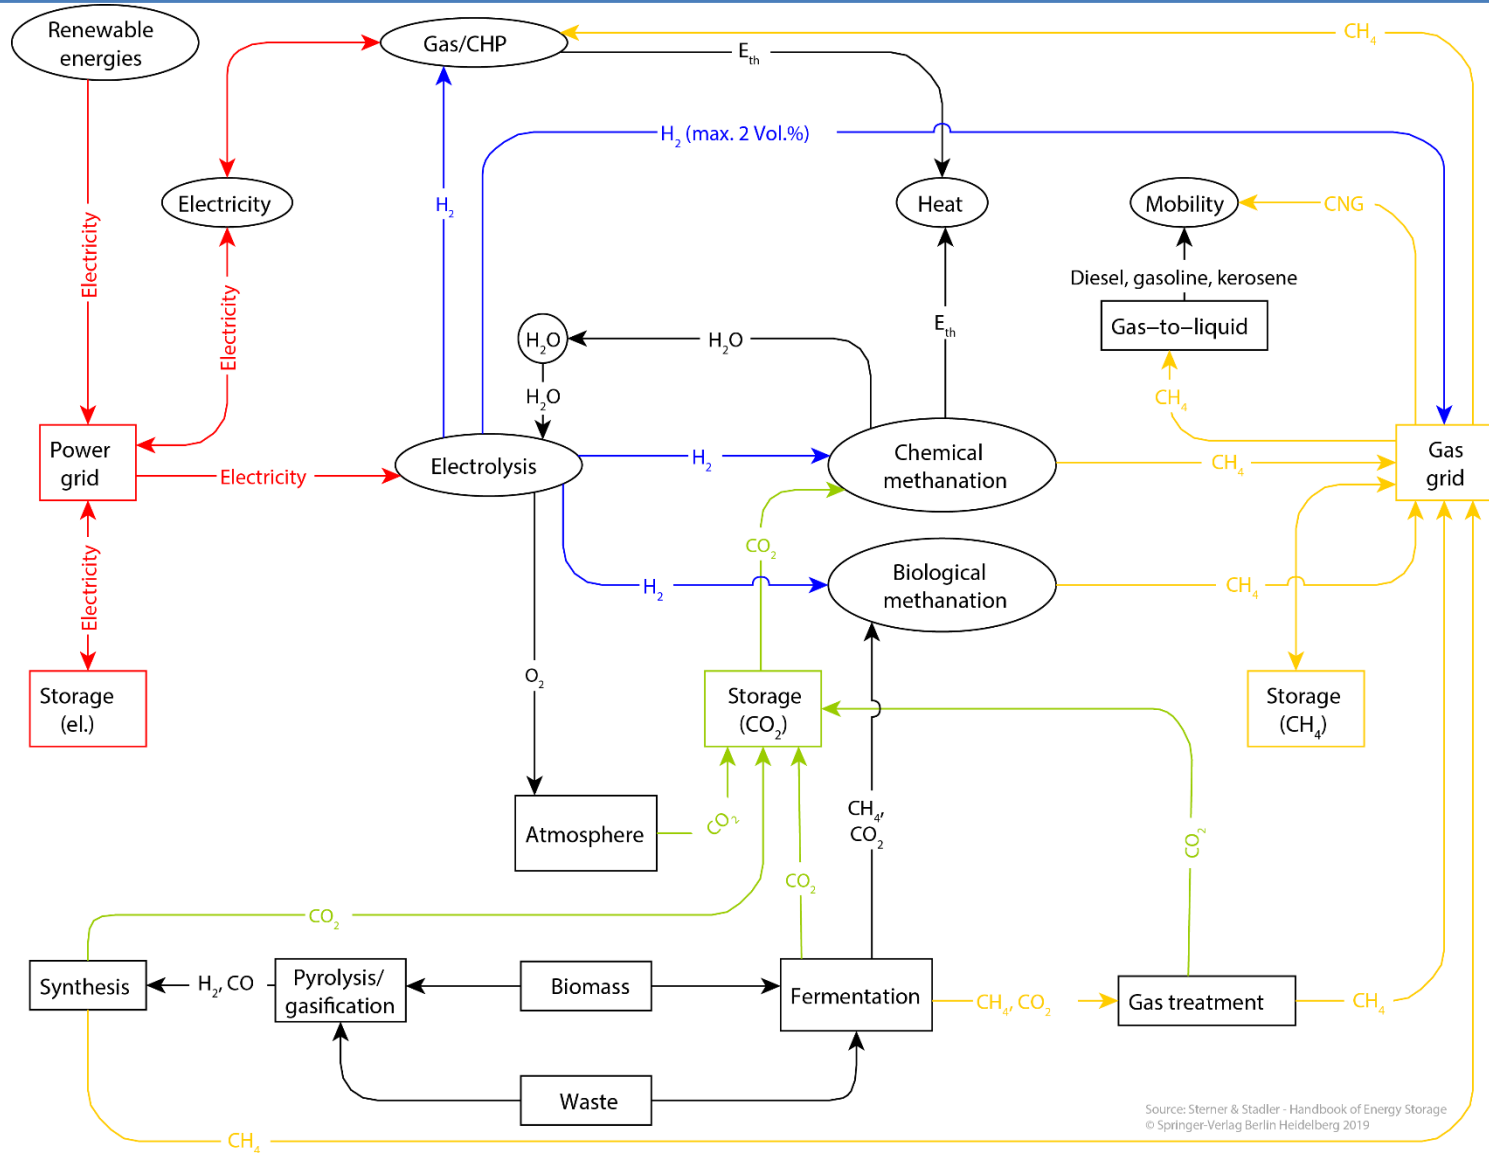 Renewable
energies
Gas/CHP
CH₄
Eₜₕ
H₂ (max. 2 Vol.%)
Electricity
H₂
Heat
Mobility
CNG
Electricity
Electricity
Diesel, gasoline, kerosene
Gas–to–liquid
Eₜₕ
H₂O
H₂O
H₂O
CH₄
Power
grid
Electricity
Electrolysis
H₂
Chemical
methanation
CH₄
Gas
grid
CO₂
Electricity
H₂
Biological
methanation
CH₄
O₂
Storage
(el.)
Storage
(CO₂)
Storage
(CH₄)
Atmosphere
CO₂
CH₄,
CO₂
CO₂
CO₂
CO₂
Synthesis
H₂, CO
Pyrolysis/
gasification
Biomass
Fermentation
CH₄, CO₂
Gas treatment
CH₄
Waste
CH₄
Source: Sterner & Stadler - Handbook of Energy Storage
© Springer-Verlag Berlin Heidelberg 2019